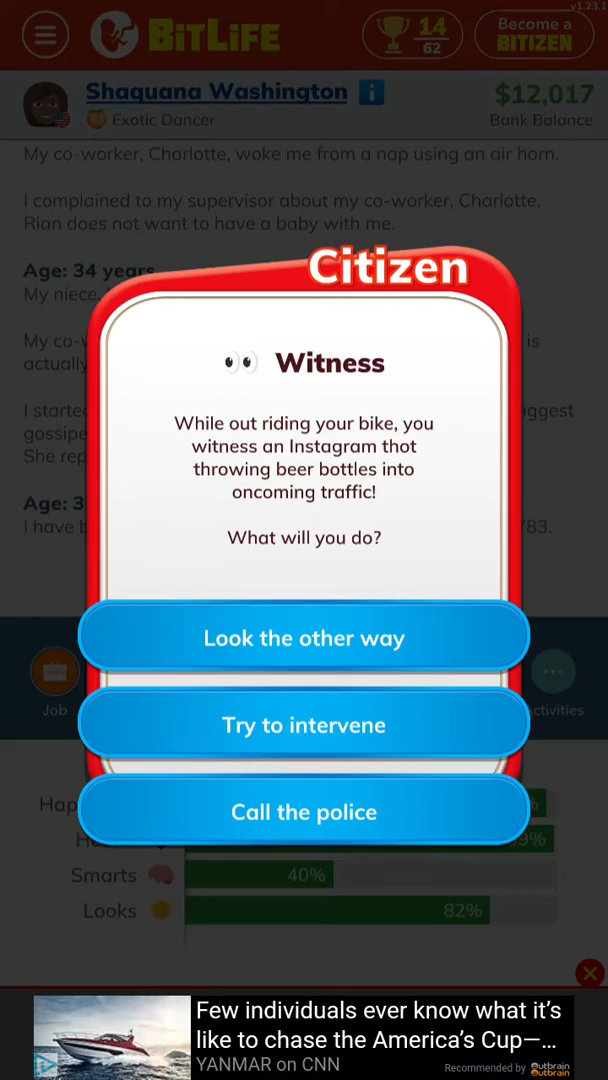 v1.23.1
BitLife
14
62
Become a
BITIZEN
Shaquana Washington
$12,017
Exotic Dancer
Bank Balance
My co-worker, Charlotte, woke me from a nap using an air horn.
I complained to my supervisor about my co-worker, Charlotte.
Rian does not want to have a baby with me.
Age: 34 years
My niece,
Citizen
is
actually
I started
gossipe
She rep
Age: 3
I have b
783.
👀 Witness
While out riding your bike, you
witness an Instagram thot
throwing beer bottles into
oncoming traffic!
What will you do?
Look the other way
Try to intervene
Call the police
Job
Hap
%
Smarts
40%
Looks
82%
Few individuals ever know what it's
like to chase the America's Cup—...
YANMAR on CNN
Recommended by Outbrain
Outbrain